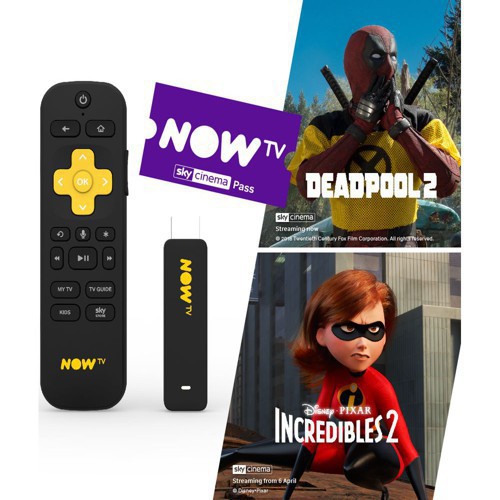 NOW TV
sky cinema Pass
OK
MY TV
TV GUIDE
KIDS
sky
NOW TV
NOW TV
DEADPOOL 2
sky cinema
Streaming now
© 2018 Twentieth Century Fox Film Corporation. All rights reserved.
Disney • PIXAR
INCREDIBLES 2
sky cinema
Streaming from 6 April
© Disney•Pixar